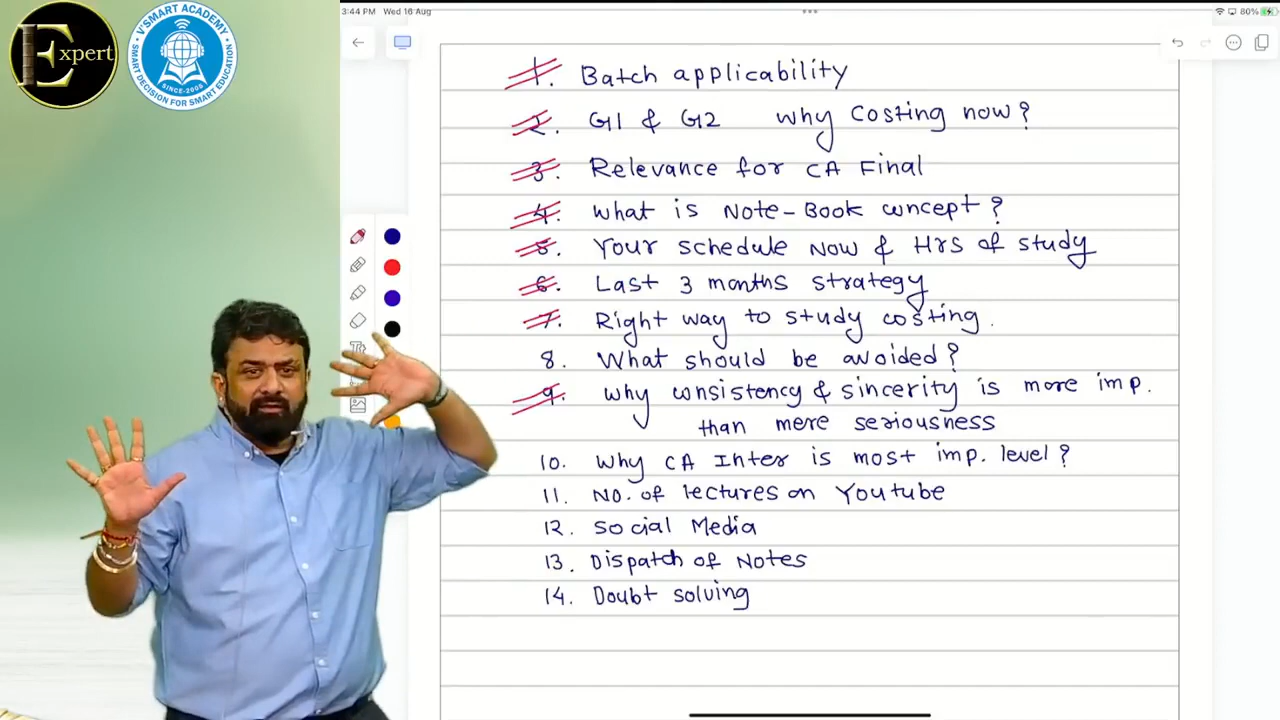 3:44 PM Wed 16 Aug
80%
Expert
V'SMART ACADEMY
SINCE-2005
SMART DECISION FOR SMART EDUCATION
1. Batch applicability
2. G1 & G2 why Costing now?
3. Relevance for CA Final
4. What is Note-Book concept?
5. Your schedule Now & Hrs of study
6. Last 3 months strategy
7. Right way to study costing.
8. What should be avoided?
9. why consistency & sincerity is more imp.
than mere seriousness
10. Why CA Inter is most imp. level?
11. No. of lectures on Youtube
12. Social Media
13. Dispatch of Notes
14. Doubt solving